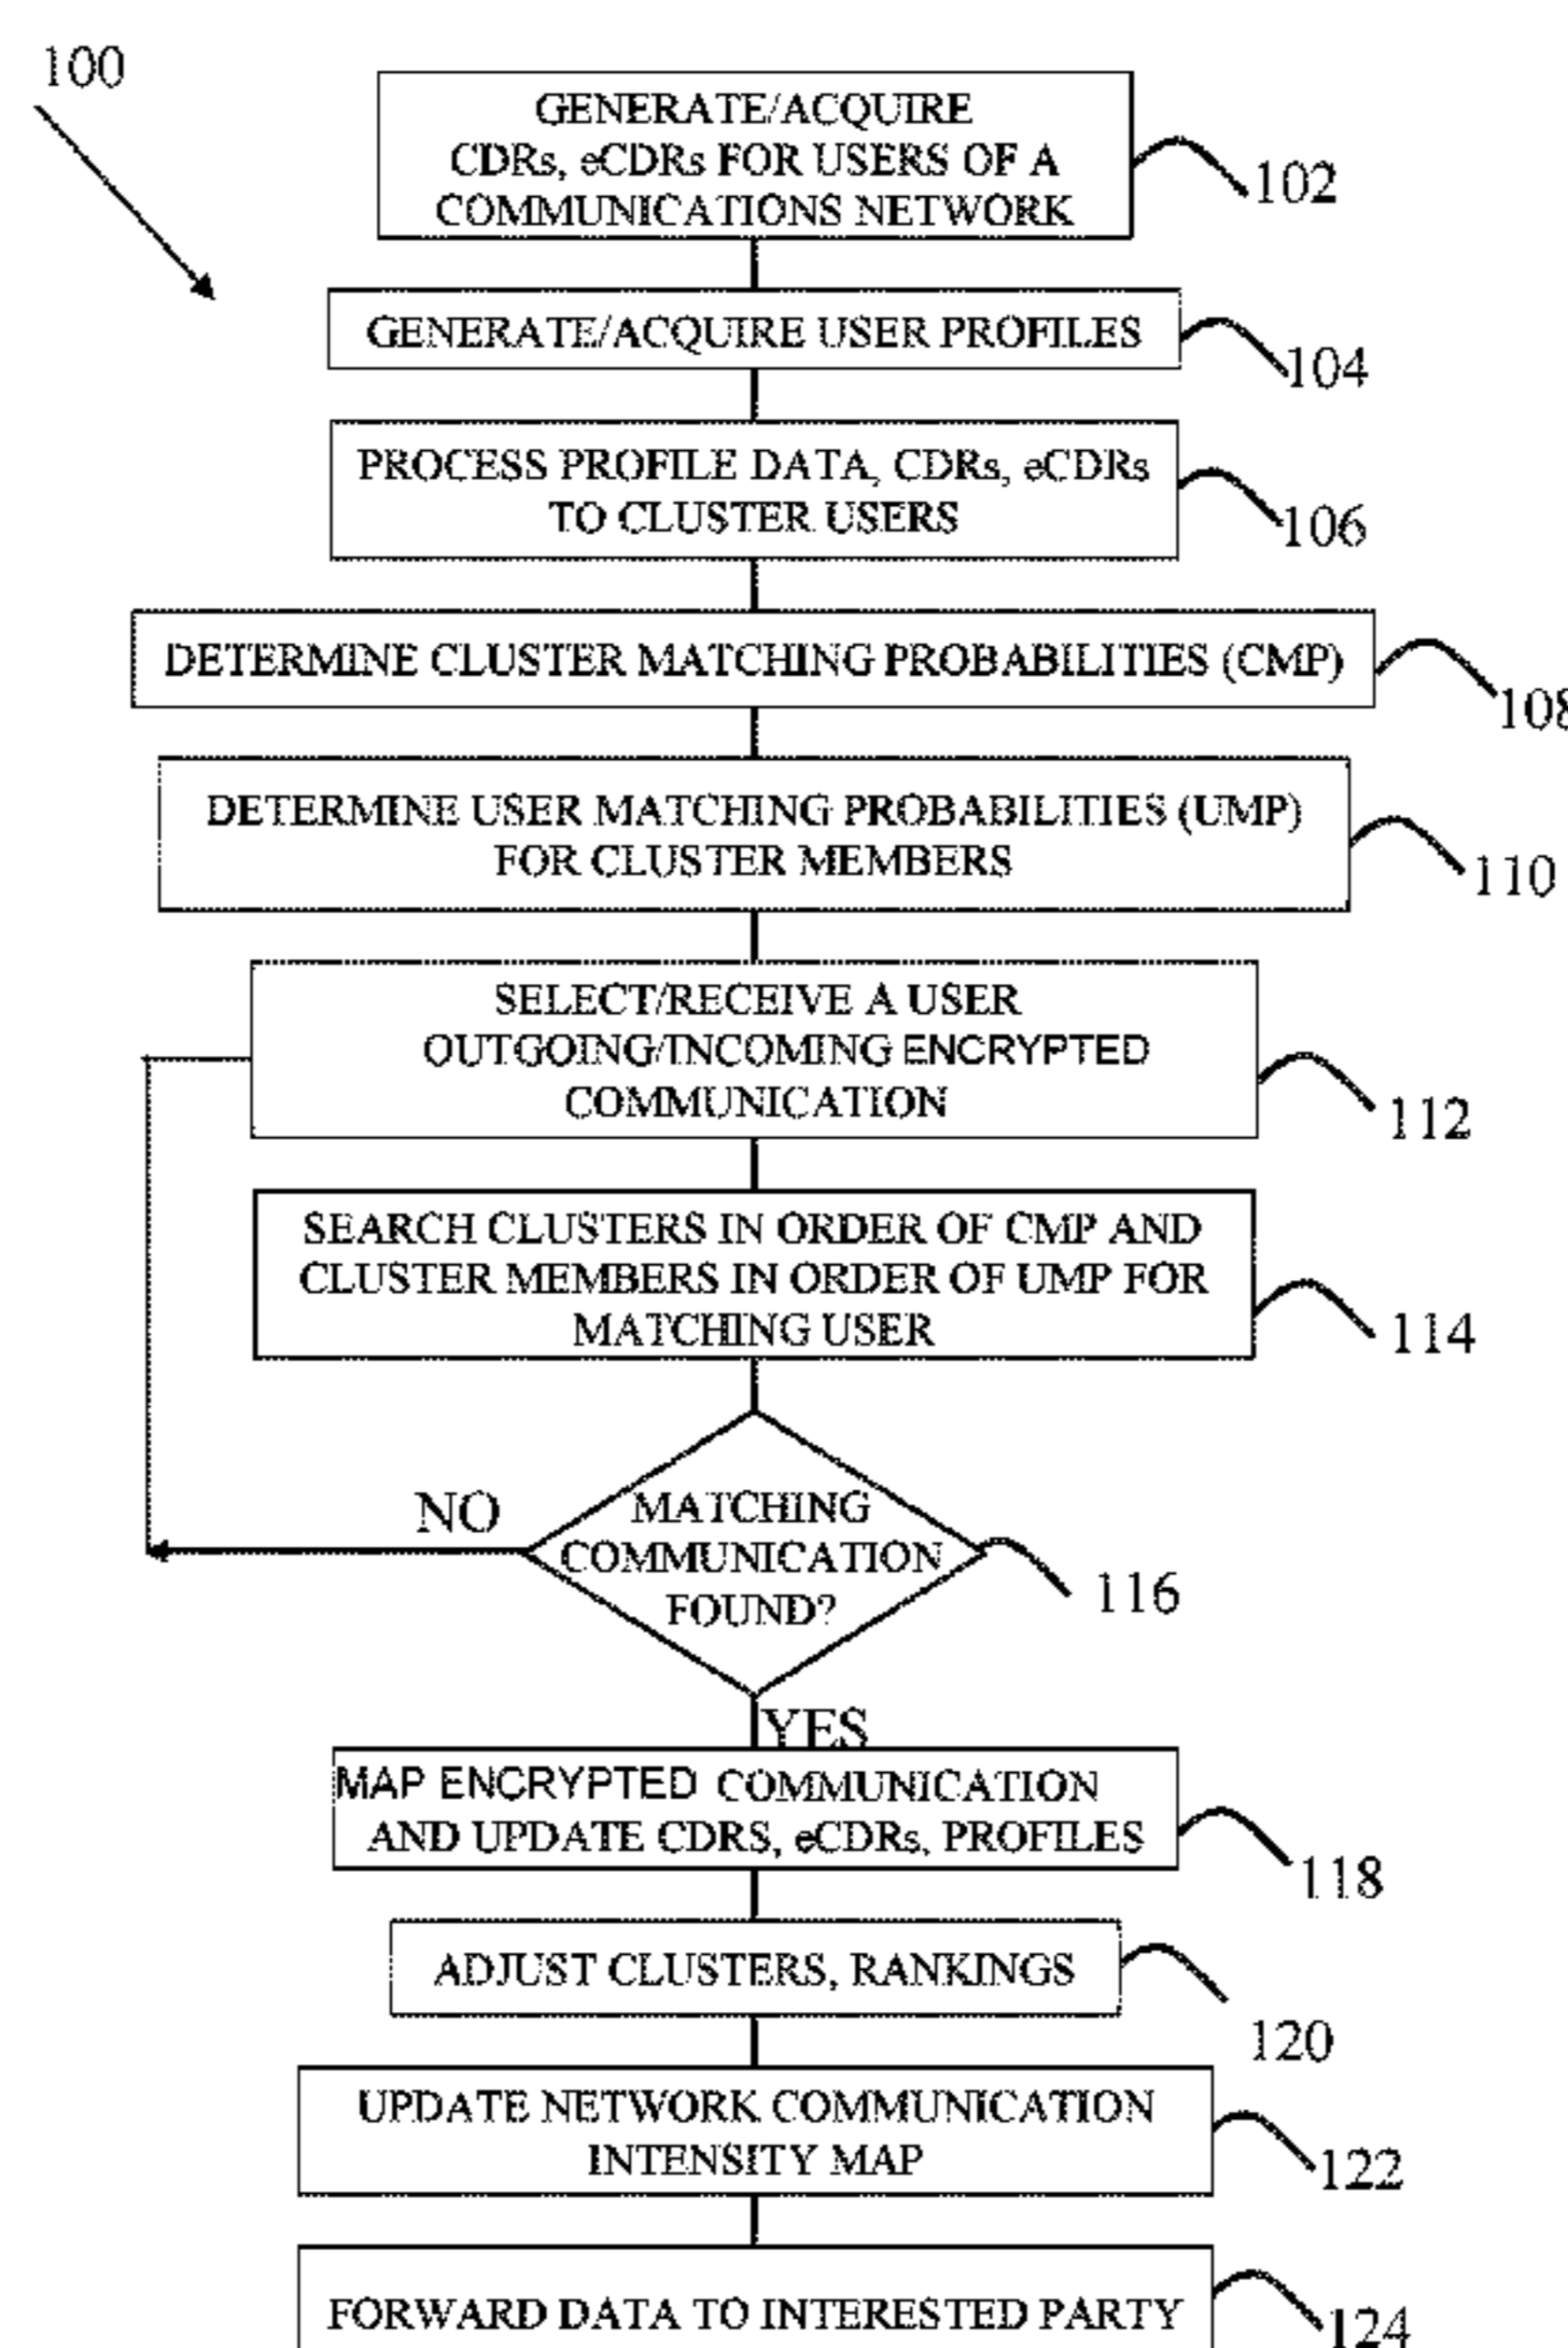 100
GENERATE/ACQUIRE
CDRs, eCDRs FOR USERS OF A
COMMUNICATIONS NETWORK
102
GENERATE/ACQUIRE USER PROFILES
104
PROCESS PROFILE DATA, CDRs, eCDRs
TO CLUSTER USERS
106
DETERMINE CLUSTER MATCHING PROBABILITIES (CMP)
108
DETERMINE USER MATCHING PROBABILITIES (UMP)
FOR CLUSTER MEMBERS
110
SELECT/RECEIVE A USER
OUTGOING/INCOMING ENCRYPTED
COMMUNICATION
112
SEARCH CLUSTERS IN ORDER OF CMP AND
CLUSTER MEMBERS IN ORDER OF UMP FOR
MATCHING USER
114
NO
MATCHING
COMMUNICATION
FOUND?
116
YES
MAP ENCRYPTED COMMUNICATION
AND UPDATE CDRS, eCDRs, PROFILES
118
ADJUST CLUSTERS, RANKINGS
120
UPDATE NETWORK COMMUNICATION
INTENSITY MAP
122
FORWARD DATA TO INTERESTED PARTY
124